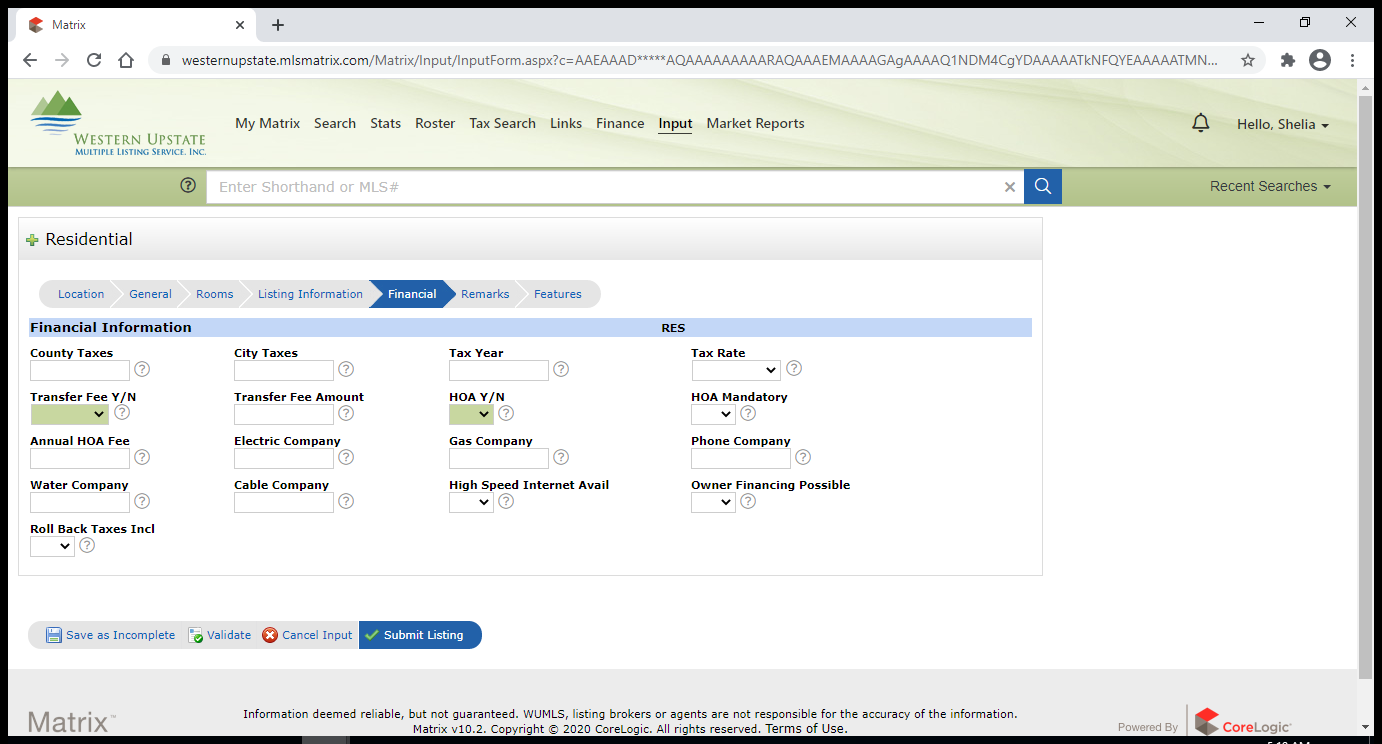 Matrix
westernupstate.mlsmatrix.com/Matrix/Input/InputForm.aspx?c=AAEAAAD*****AQAAAAAAAAARAQAAAEMAAAAGAgAAAAQ1NDM4CgYDAAAAATkNFQYEAAAAATMN...
WESTERN UPSTATE
MULTIPLE LISTING SERVICE, INC.
My Matrix Search Stats Roster Tax Search Links Finance Input Market Reports
Hello, Shelia
Enter Shorthand or MLS#
Recent Searches
Residential
Location General Rooms Listing Information Financial Remarks Features
Financial Information RES
County Taxes City Taxes Tax Year Tax Rate
Transfer Fee Y/N Transfer Fee Amount HOA Y/N HOA Mandatory
Annual HOA Fee Electric Company Gas Company Phone Company
Water Company Cable Company High Speed Internet Avail Owner Financing Possible
Roll Back Taxes Incl
Save as Incomplete Validate Cancel Input Submit Listing
Matrix™
Information deemed reliable, but not guaranteed. WUMLS, listing brokers or agents are not responsible for the accuracy of the information.
Matrix v10.2. Copyright © 2020 CoreLogic. All rights reserved. Terms of Use.
Powered By CoreLogic